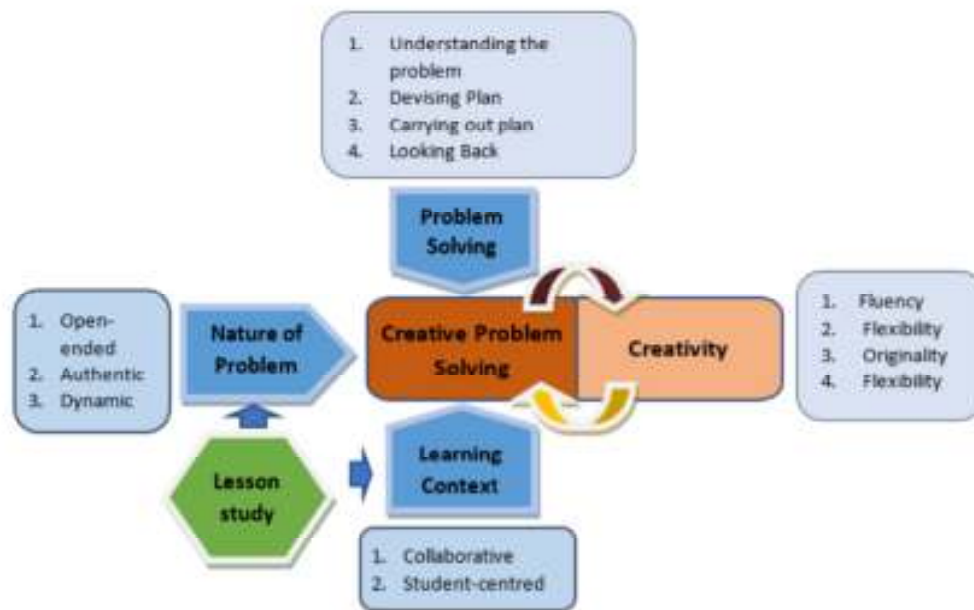 1. Understanding the
problem
2. Devising Plan
3. Carrying out plan
4. Looking Back
Problem
Solving
1. Open-
ended
2. Authentic
3. Dynamic
Nature of
Problem
Creative Problem
Solving
Creativity
1. Fluency
2. Flexibility
3. Originality
4. Flexibility
Lesson
study
Learning
Context
1. Collaborative
2. Student-centred